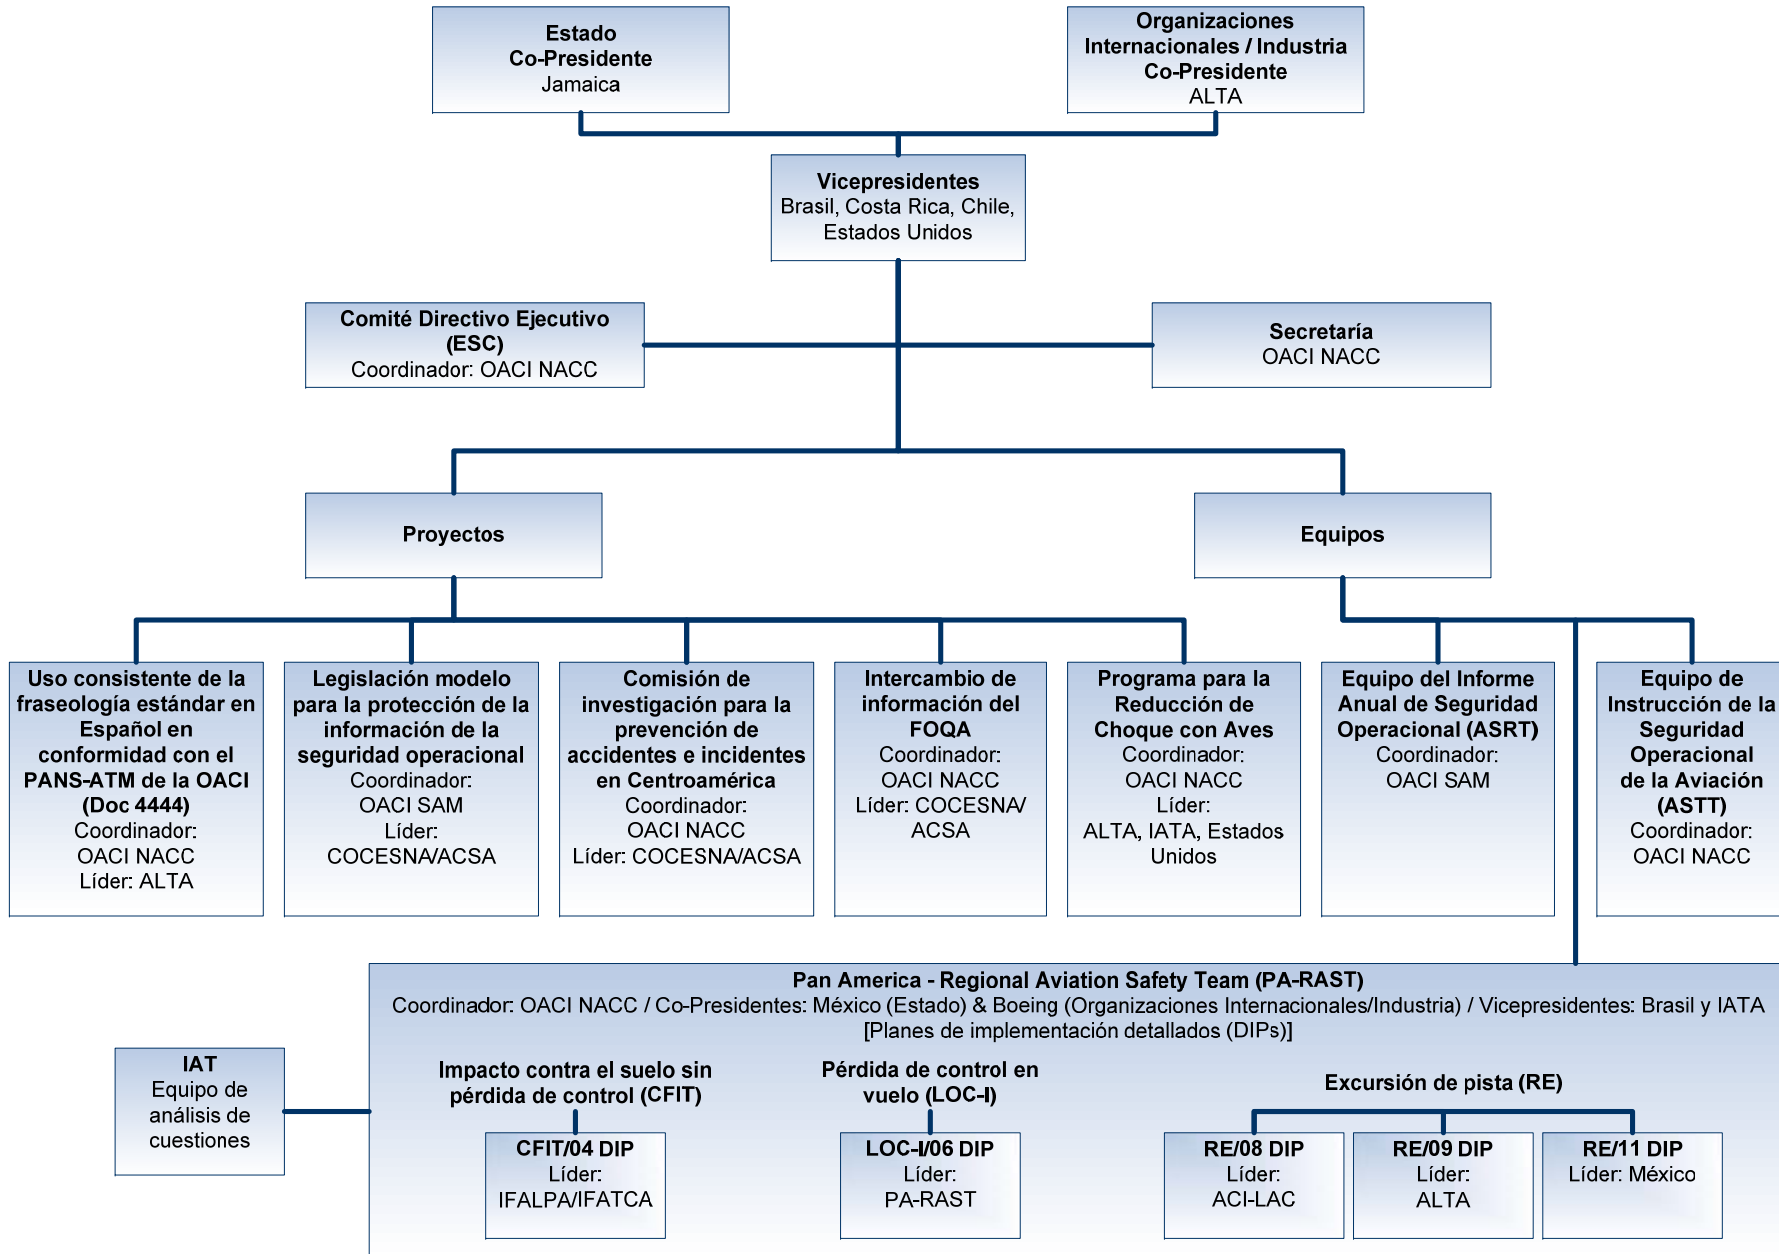 Estado
Co-Presidente
Jamaica
Organizaciones
Internacionales / Industria
Co-Presidente
ALTA
Vicepresidentes
Brasil, Costa Rica, Chile,
Estados Unidos
Comité Directivo Ejecutivo
(ESC)
Coordinador: OACI NACC
Secretaría
OACI NACC
Proyectos
Equipos
Uso consistente de la
fraseología estándar en
Español en
conformidad con el
PANS-ATM de la OACI
(Doc 4444)
Coordinador:
OACI NACC
Líder: ALTA
Legislación modelo
para la protección de la
información de la
seguridad operacional
Coordinador:
OACI SAM
Líder:
COCESNA/ACSA
Comisión de
investigación para la
prevención de
accidentes e incidentes
en Centroamérica
Coordinador:
OACI NACC
Líder: COCESNA/ACSA
Intercambio de
información del
FOQA
Coordinador:
OACI NACC
Líder: COCESNA/
ACSA
Programa para la
Reducción de
Choque con Aves
Coordinador:
OACI NACC
Líder:
ALTA, IATA, Estados
Unidos
Equipo del Informe
Anual de Seguridad
Operacional (ASRT)
Coordinador:
OACI SAM
Equipo de
Instrucción de la
Seguridad
Operacional
de la Aviación
(ASTT)
Coordinador:
OACI NACC
Pan America - Regional Aviation Safety Team (PA-RAST)
Coordinador: OACI NACC / Co-Presidentes: México (Estado) & Boeing (Organizaciones Internacionales/Industria) / Vicepresidentes: Brasil y IATA
[Planes de implementación detallados (DIPs)]
IAT
Equipo de
análisis de
cuestiones
Impacto contra el suelo sin
pérdida de control (CFIT)
CFIT/04 DIP
Líder:
IFALPA/IFATCA
Pérdida de control en
vuelo (LOC-I)
LOC-I/06 DIP
Líder:
PA-RAST
Excursión de pista (RE)
RE/08 DIP
Líder:
ACI-LAC
RE/09 DIP
Líder:
ALTA
RE/11 DIP
Líder: México